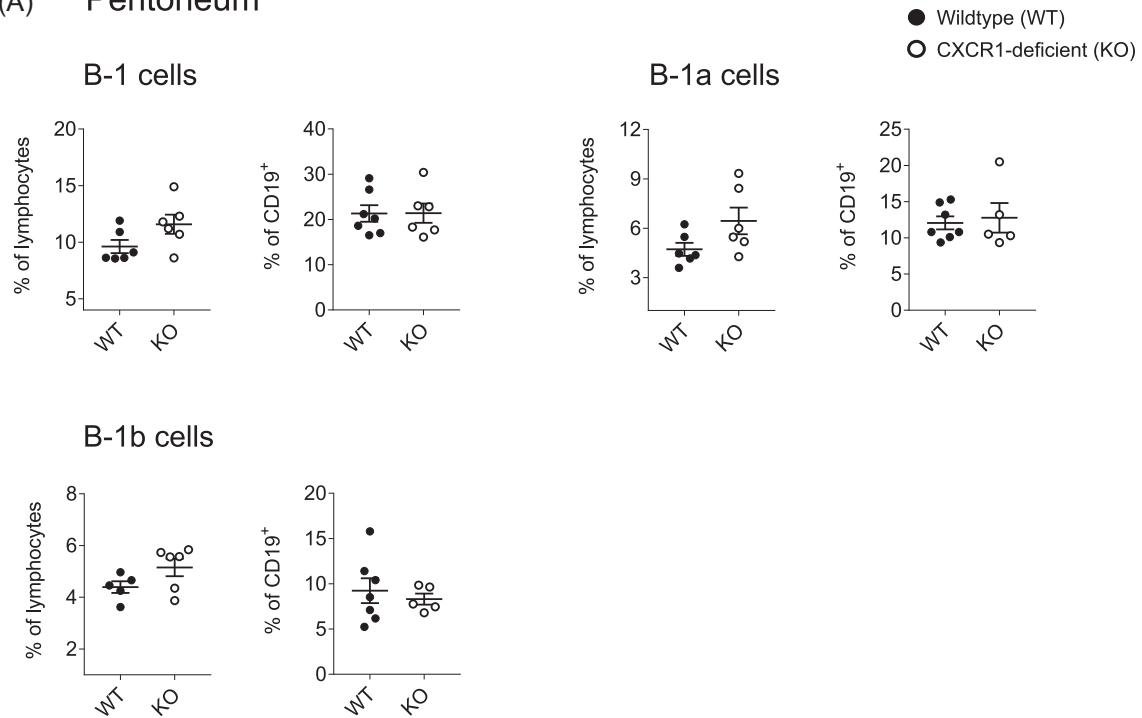 (A) Peritoneum
Wildtype (WT)
CXCR1-deficient (KO)
B-1 cells
B-1a cells
% of lymphocytes
20
15
10
5
WT
KO
% of CD19+
40
30
20
10
0
WT
KO
% of lymphocytes
12
9
6
3
WT
KO
% of CD19+
25
20
15
10
5
0
WT
KO
B-1b cells
% of lymphocytes
8
6
4
2
WT
KO
% of CD19+
20
15
10
5
0
WT
KO